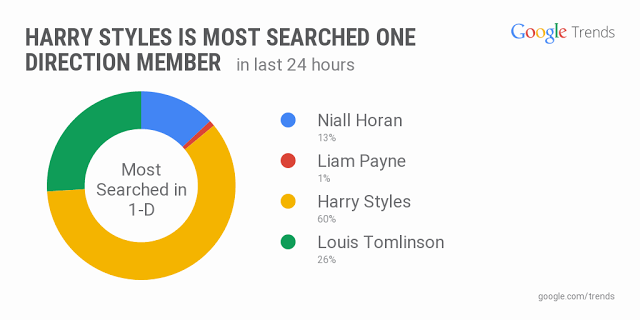 HARRY STYLES IS MOST SEARCHED ONE
DIRECTION MEMBER in last 24 hours
Google Trends
Most
Searched in
1-D
Niall Horan
13%
Liam Payne
1%
Harry Styles
60%
Louis Tomlinson
26%
google.com/trends